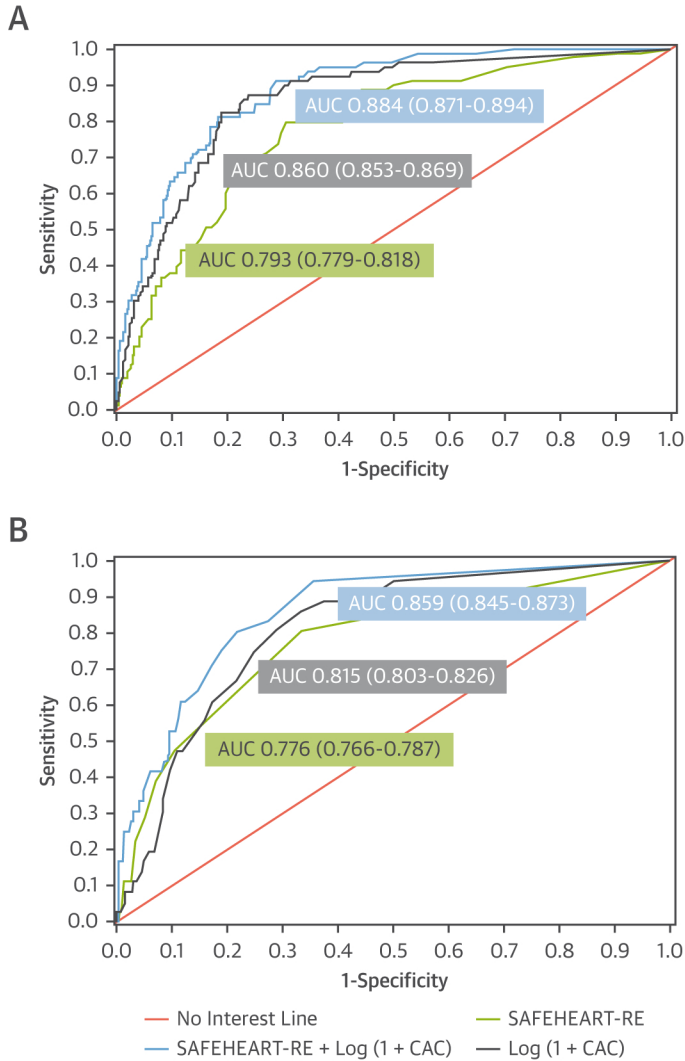 A
1.0
0.9
0.8
0.7
0.6
0.5
0.4
0.3
0.2
0.1
0.0
Sensitivity
AUC 0.884 (0.871-0.894)
AUC 0.860 (0.853-0.869)
AUC 0.793 (0.779-0.818)
0.0 0.1 0.2 0.3 0.4 0.5 0.6 0.7 0.8 0.9 1.0
1-Specificity
B
1.0
0.9
0.8
0.7
0.6
0.5
0.4
0.3
0.2
0.1
0.0
Sensitivity
AUC 0.859 (0.845-0.873)
AUC 0.815 (0.803-0.826)
AUC 0.776 (0.766-0.787)
0.0 0.1 0.2 0.3 0.4 0.5 0.6 0.7 0.8 0.9 1.0
1-Specificity
No Interest Line SAFEHEART-RE
SAFEHEART-RE + Log (1 + CAC) Log (1 + CAC)